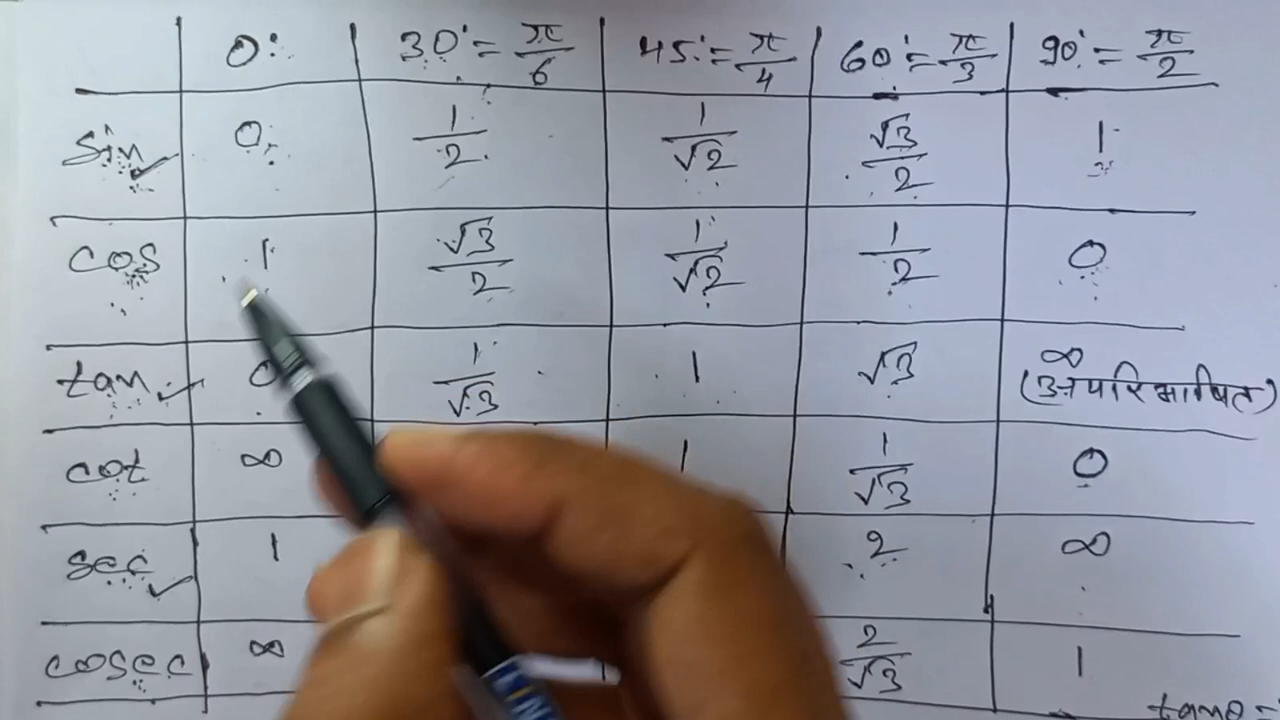 0° 30° = π/6 45° = π/4 60° = π/3 90° = π/2
Sin 0 1/2 1/√2 √3/2 1
cos 1 √3/2 1/√2 1/2 0
tan 0 1/√3 1 √3 ∞
(अपरिभाषित)
cot ∞ 1 1/√3 0
sec 1 2 ∞
cosec ∞ 2/√3 1
tanθ =